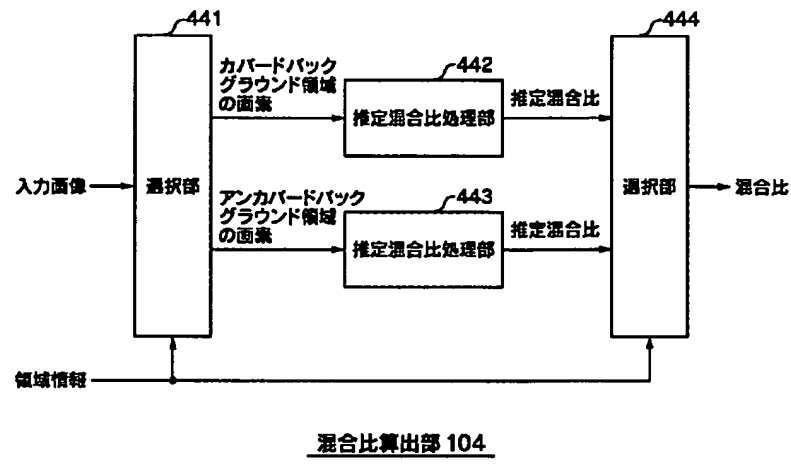 441
444
カバードバック
グラウンド領域
の画素
442
推定混合比処理部
推定混合比
入力画像
選択部
選択部
混合比
アンカバードバック
グラウンド領域
の画素
443
推定混合比処理部
推定混合比
領域情報
混合比算出部 104